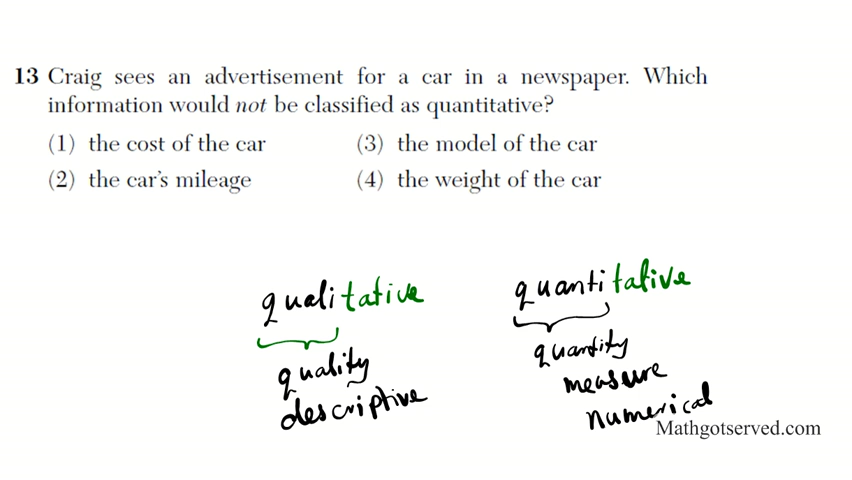 13 Craig sees an advertisement for a car in a newspaper. Which
information would not be classified as quantitative?
(1) the cost of the car (3) the model of the car
(2) the car's mileage (4) the weight of the car
qualitative quantitative
quality quantity
descriptive measure
numerical
Mathgotserved.com